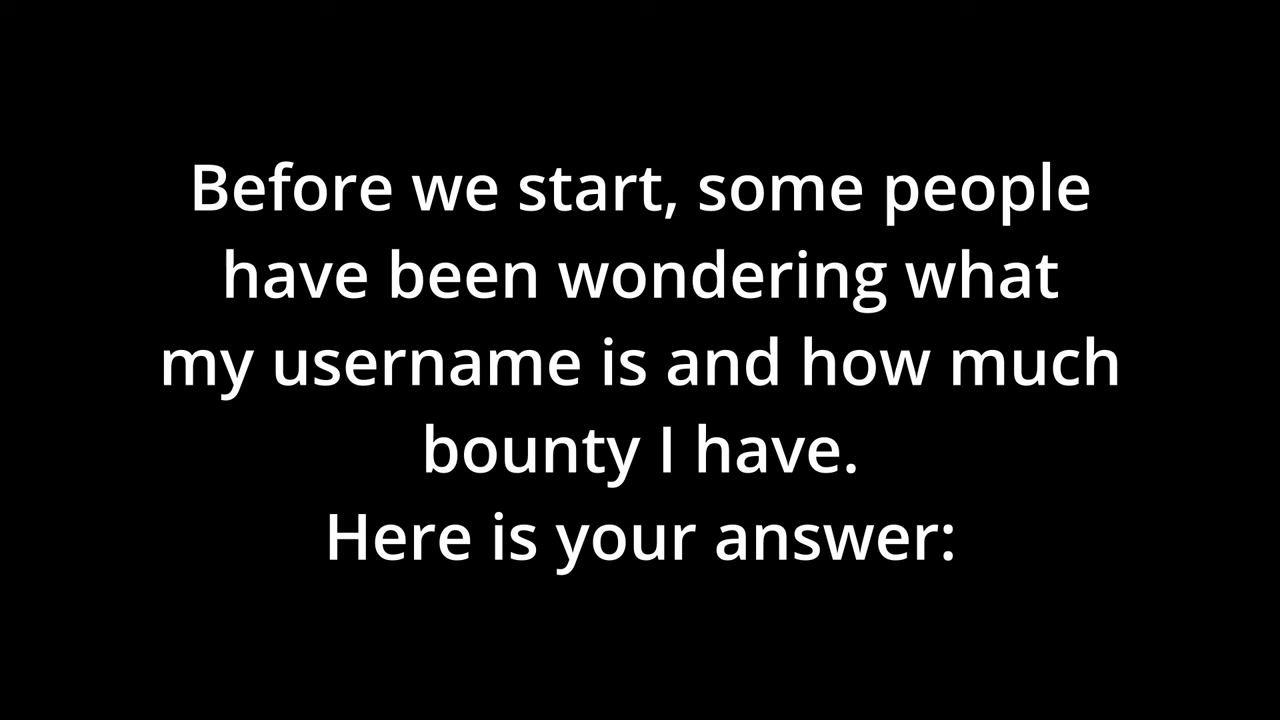 Before we start, some people
have been wondering what
my username is and how much
bounty I have.
Here is your answer: